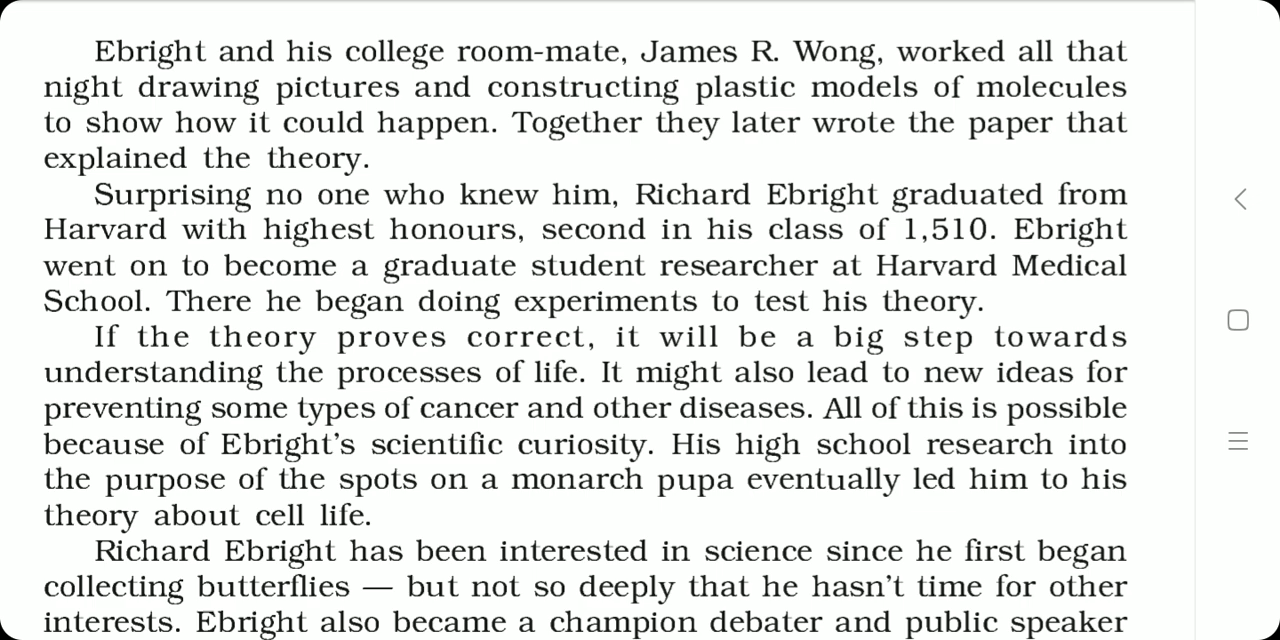 Ebright and his college room-mate, James R. Wong, worked all that
night drawing pictures and constructing plastic models of molecules
to show how it could happen. Together they later wrote the paper that
explained the theory.
Surprising no one who knew him, Richard Ebright graduated from
Harvard with highest honours, second in his class of 1,510. Ebright
went on to become a graduate student researcher at Harvard Medical
School. There he began doing experiments to test his theory.
If the theory proves correct, it will be a big step towards
understanding the processes of life. It might also lead to new ideas for
preventing some types of cancer and other diseases. All of this is possible
because of Ebright’s scientific curiosity. His high school research into
the purpose of the spots on a monarch pupa eventually led him to his
theory about cell life.
Richard Ebright has been interested in science since he first began
collecting butterflies — but not so deeply that he hasn’t time for other
interests. Ebright also became a champion debater and public speaker